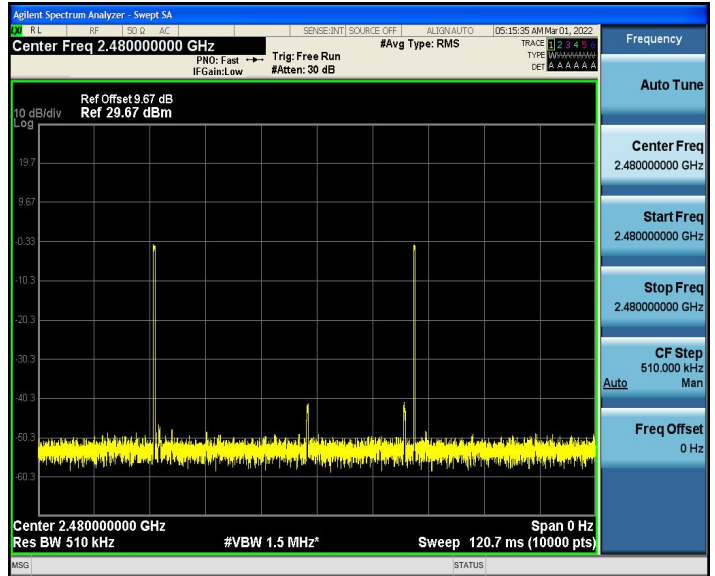 Agilent Spectrum Analyzer - Swept SA
LXI RL RF 50 Ω AC SENSE:INT SOURCE OFF ALIGN AUTO 05:15:35 AM Mar 01, 2022
Center Freq 2.480000000 GHz
PNO: Fast
IFGain:Low
Trig: Free Run
#Atten: 30 dB
#Avg Type: RMS
TRACE 1 2 3 4 5 6
TYPE
DET A A A A A A
Ref Offset 9.67 dB
10 dB/div Ref 29.67 dBm
Log
19.7
9.67
-0.33
-10.3
-20.3
-30.3
-40.3
-50.3
-60.3
Center 2.480000000 GHz Span 0 Hz
Res BW 510 kHz #VBW 1.5 MHz* Sweep 120.7 ms (10000 pts)
MSG STATUS
Frequency
Auto Tune
Center Freq
2.480000000 GHz
Start Freq
2.480000000 GHz
Stop Freq
2.480000000 GHz
CF Step
510.000 kHz
Auto Man
Freq Offset
0 Hz